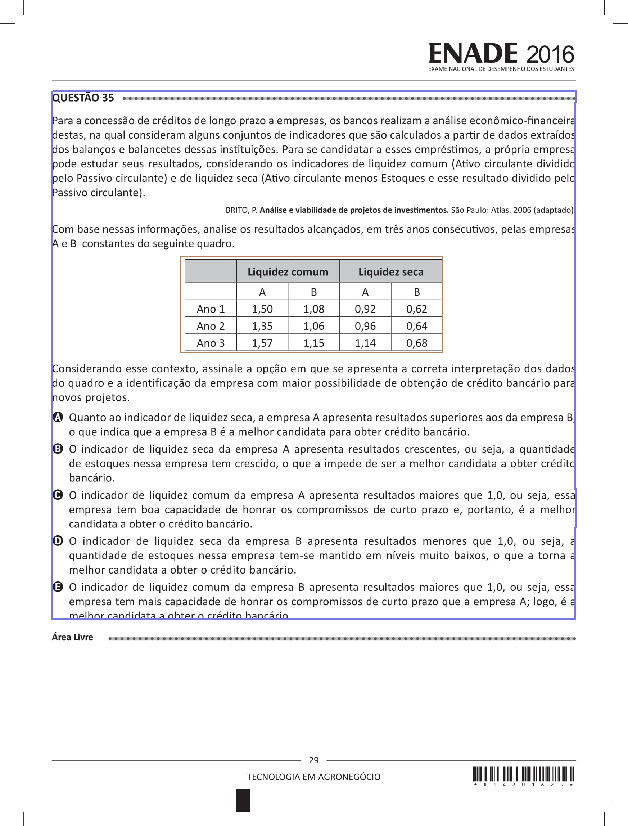 ENADE 2016
EXAME NACIONAL DE DESEMPENHO DOS ESTUDANTES
QUESTÃO 35
Para a concessão de créditos de longo prazo a empresas, os bancos realizam a análise econômico-financeira
destas, na qual consideram alguns conjuntos de indicadores que são calculados a partir de dados extraídos
dos balanços e balancetes dessas instituições. Para se candidatar a esses empréstimos, a própria empresa
pode estudar seus resultados, considerando os indicadores de liquidez comum (Ativo circulante dividido
pelo Passivo circulante) e de liquidez seca (Ativo circulante menos Estoques e esse resultado dividido pelo
Passivo circulante).
BRITO, P. Análise e viabilidade de projetos de investimentos. São Paulo: Atlas, 2006 (adaptado)
Com base nessas informações, analise os resultados alcançados, em três anos consecutivos, pelas empresas
A e B constantes do seguinte quadro.
Liquidez comum Liquidez seca
A B A B
Ano 1 1,50 1,08 0,92 0,62
Ano 2 1,35 1,06 0,96 0,64
Ano 3 1,57 1,15 1,14 0,68
Considerando esse contexto, assinale a opção em que se apresenta a correta interpretação dos dados
do quadro e a identificação da empresa com maior possibilidade de obtenção de crédito bancário para
novos projetos.
A Quanto ao indicador de liquidez seca, a empresa A apresenta resultados superiores aos da empresa B,
o que indica que a empresa B é a melhor candidata para obter crédito bancário.
B O indicador de liquidez seca da empresa A apresenta resultados crescentes, ou seja, a quantidade
de estoques nessa empresa tem crescido, o que a impede de ser a melhor candidata a obter crédito
bancário.
C O indicador de liquidez comum da empresa A apresenta resultados maiores que 1,0, ou seja, essa
empresa tem boa capacidade de honrar os compromissos de curto prazo e, portanto, é a melhor
candidata a obter o crédito bancário.
D O indicador de liquidez seca da empresa B apresenta resultados menores que 1,0, ou seja, a
quantidade de estoques nessa empresa tem-se mantido em níveis muito baixos, o que a torna a
melhor candidata a obter o crédito bancário.
E O indicador de liquidez comum da empresa B apresenta resultados maiores que 1,0, ou seja, essa
empresa tem mais capacidade de honrar os compromissos de curto prazo que a empresa A; logo, é a
melhor candidata a obter o crédito bancário.
Área Livre
29
TECNOLOGIA EM AGRONEGÓCIO